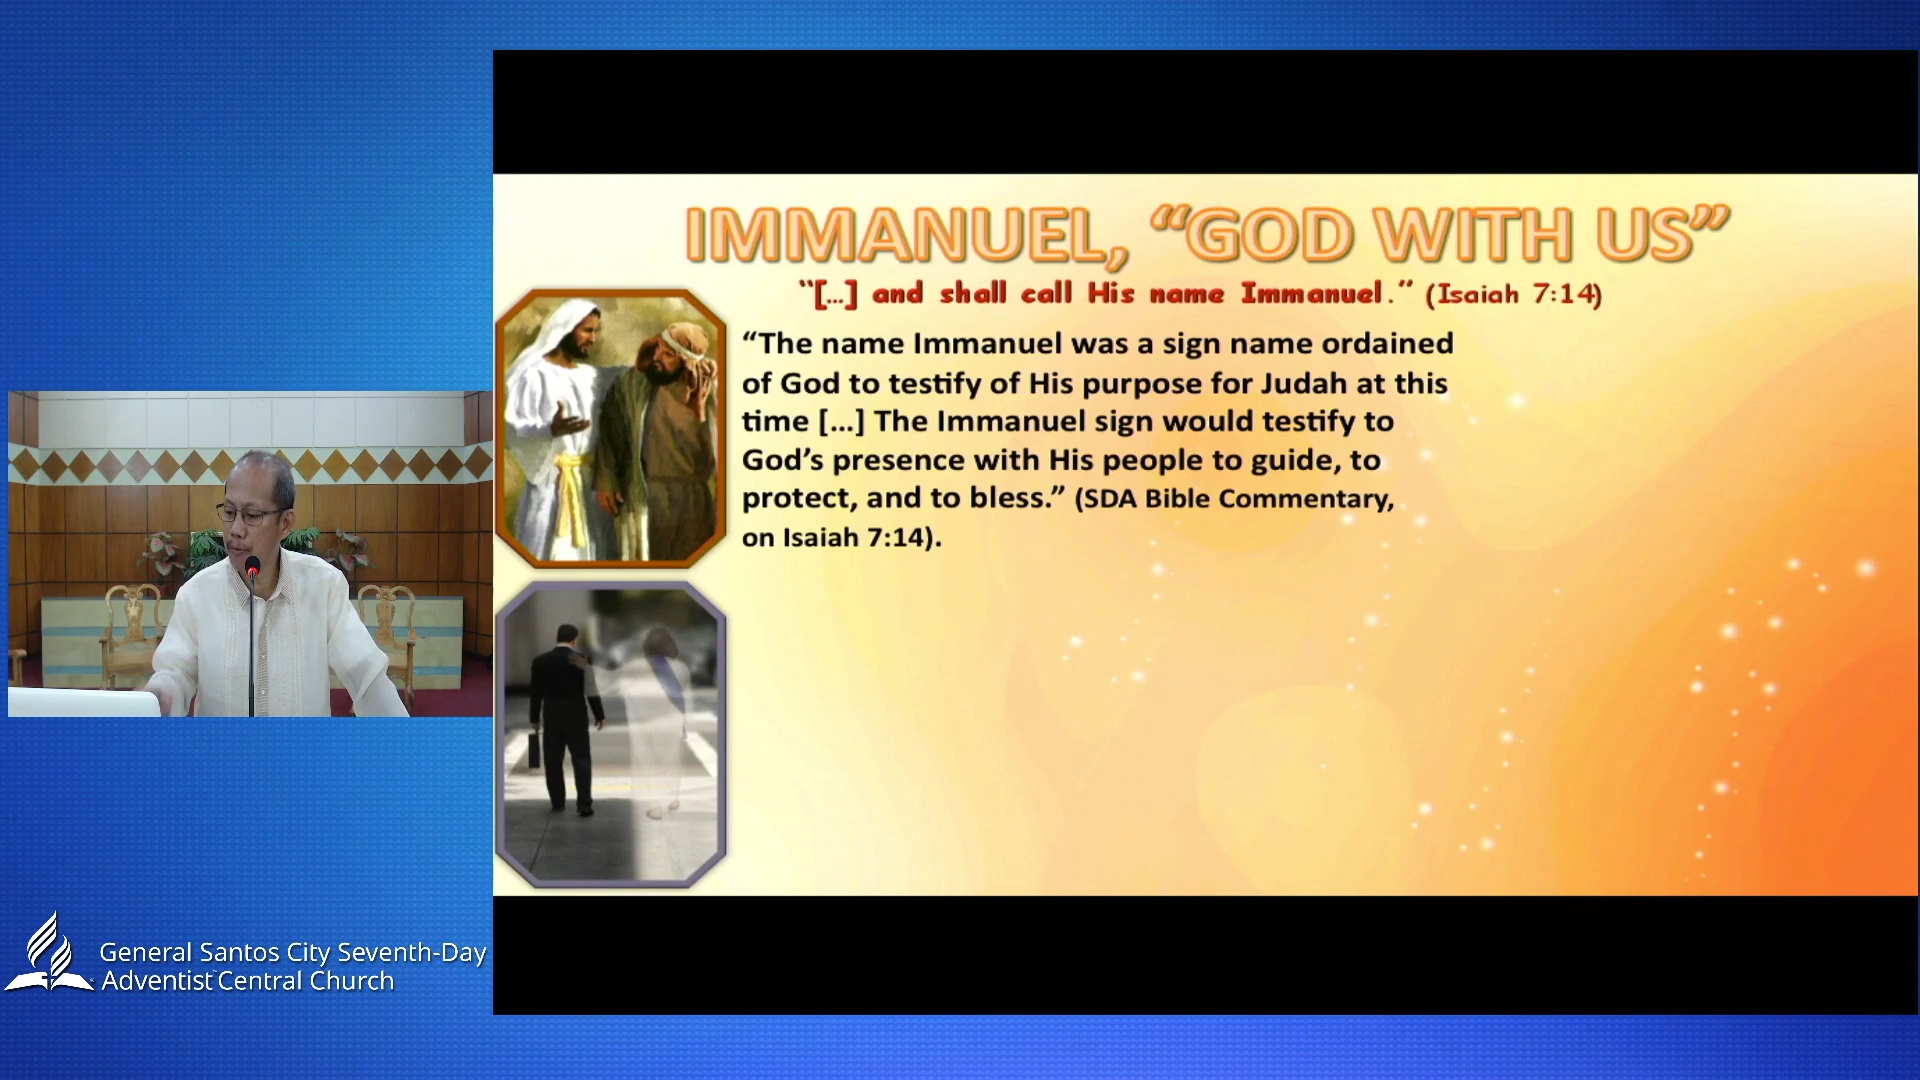 IMMANUEL, “GOD WITH US”
“[...] and shall call His name Immanuel.” (Isaiah 7:14)
“The name Immanuel was a sign name ordained
of God to testify of His purpose for Judah at this
time [...] The Immanuel sign would testify to
God’s presence with His people to guide, to
protect, and to bless.” (SDA Bible Commentary,
on Isaiah 7:14).
General Santos City Seventh-Day
Adventist Central Church